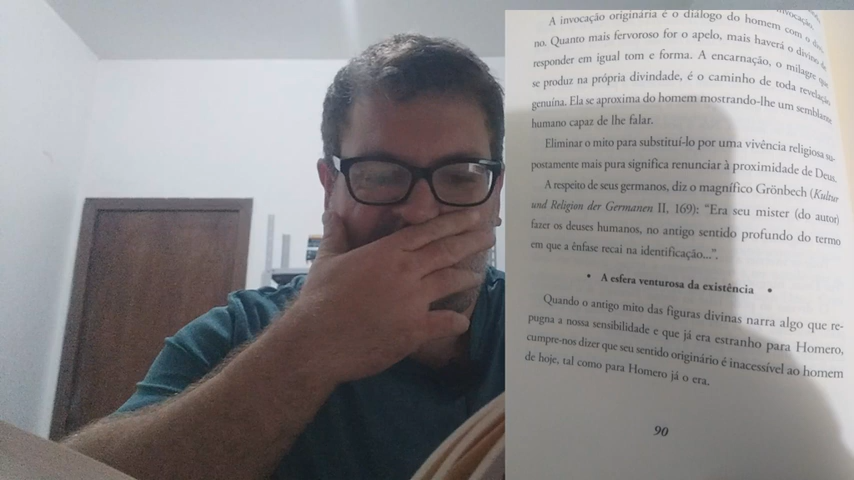 invocação,
A invocação originária é o diálogo do homem com o divi-
no. Quanto mais fervoroso for o apelo, mais haverá o divino de
responder em igual tom e forma. A encarnação, o milagre que
se produz na própria divindade, é o caminho de toda revelação
genuína. Ela se aproxima do homem mostrando-lhe um semblante
humano capaz de lhe falar.
Eliminar o mito para substituí-lo por uma vivência religiosa su-
postamente mais pura significa renunciar à proximidade de Deus.
A respeito de seus germanos, diz o magnífico Grönbech (Kultur
und Religion der Germanen II, 169): “Era seu mister (do autor)
fazer os deuses humanos, no antigo sentido profundo do termo
em que a ênfase recai na identificação...”.
• A esfera venturosa da existência •
Quando o antigo mito das figuras divinas narra algo que re-
pugna a nossa sensibilidade e que já era estranho para Homero,
cumpre-nos dizer que seu sentido originário é inacessível ao homem
de hoje, tal como para Homero já o era.
90